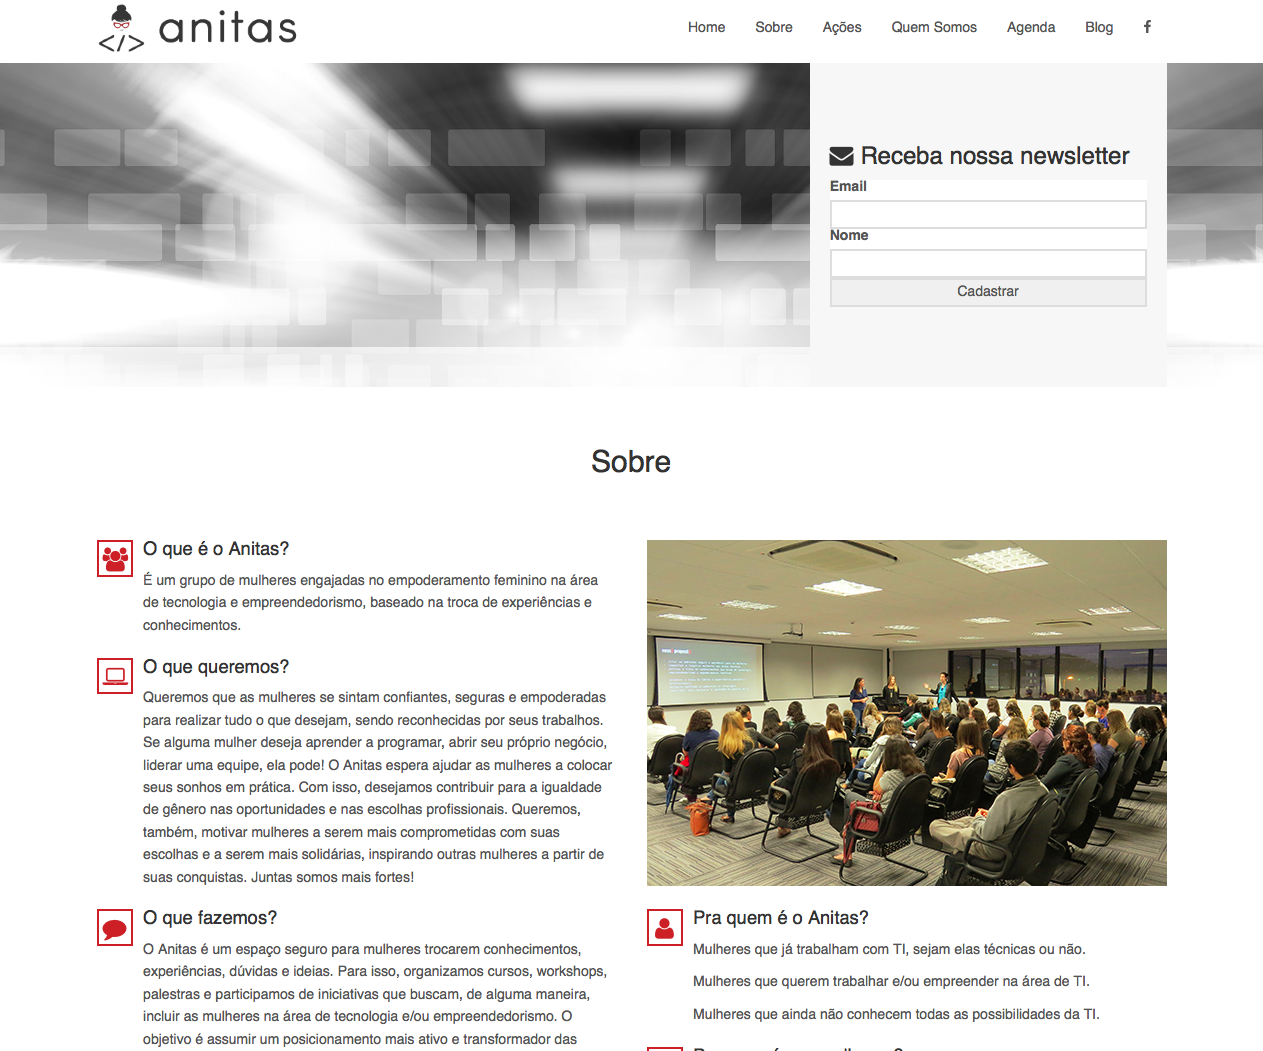 </> anitas
Home Sobre Ações Quem Somos Agenda Blog f
Receba nossa newsletter
Email
Nome
Cadastrar
Sobre
O que é o Anitas?
É um grupo de mulheres engajadas no empoderamento feminino na área
de tecnologia e empreendedorismo, baseado na troca de experiências e
conhecimentos.
O que queremos?
Queremos que as mulheres se sintam confiantes, seguras e empoderadas
para realizar tudo o que desejam, sendo reconhecidas por seus trabalhos.
Se alguma mulher deseja aprender a programar, abrir seu próprio negócio,
liderar uma equipe, ela pode! O Anitas espera ajudar as mulheres a colocar
seus sonhos em prática. Com isso, desejamos contribuir para a igualdade
de gênero nas oportunidades e nas escolhas profissionais. Queremos,
também, motivar mulheres a serem mais comprometidas com suas
escolhas e a serem mais solidárias, inspirando outras mulheres a partir de
suas conquistas. Juntas somos mais fortes!
O que fazemos?
O Anitas é um espaço seguro para mulheres trocarem conhecimentos,
experiências, dúvidas e ideias. Para isso, organizamos cursos, workshops,
palestras e participamos de iniciativas que buscam, de alguma maneira,
incluir as mulheres na área de tecnologia e/ou empreendedorismo. O
objetivo é assumir um posicionamento mais ativo e transformador das
Pra quem é o Anitas?
Mulheres que já trabalham com TI, sejam elas técnicas ou não.
Mulheres que querem trabalhar e/ou empreender na área de TI.
Mulheres que ainda não conhecem todas as possibilidades da TI.